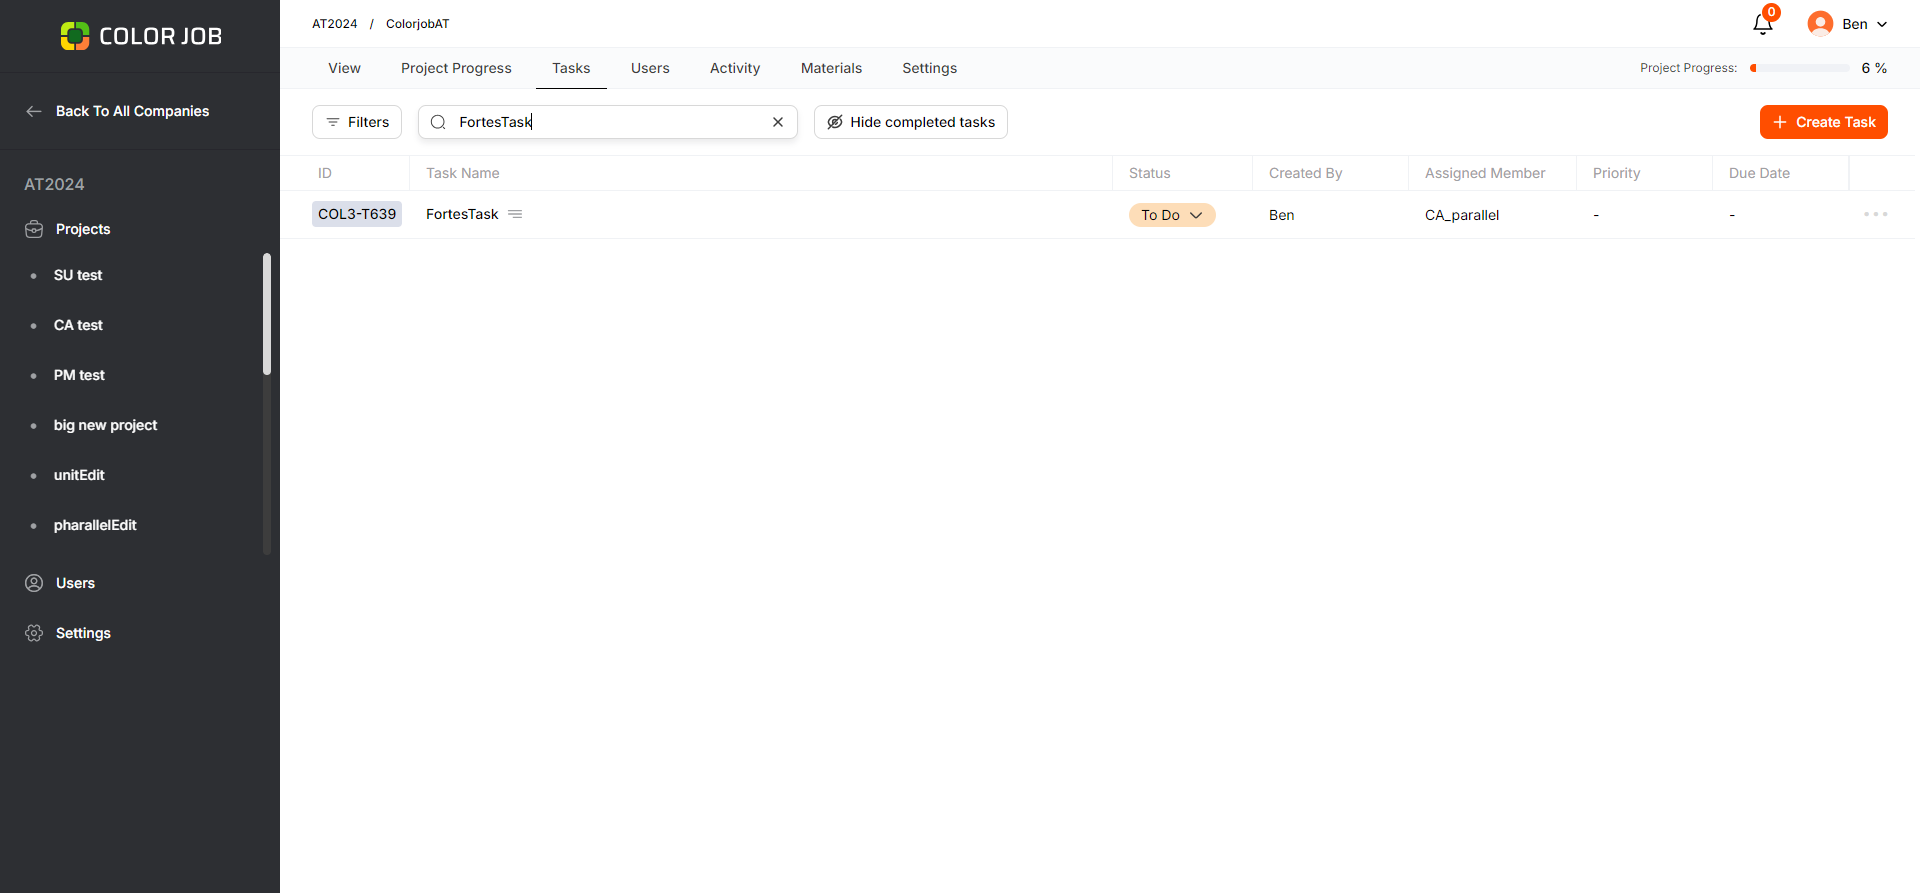 COLOR JOB
Back To All Companies
AT2024
Projects
SU test
CA test
PM test
big new project
unitEdit
pharallelEdit
Users
Settings
AT2024 / ColorjobAT
0
Ben
View Project Progress Tasks Users Activity Materials Settings
Project Progress: 6 %
Filters
FortesTask
Hide completed tasks
Create Task
ID Task Name Status Created By Assigned Member Priority Due Date
COL3-T639 FortesTask To Do Ben CA_parallel - -